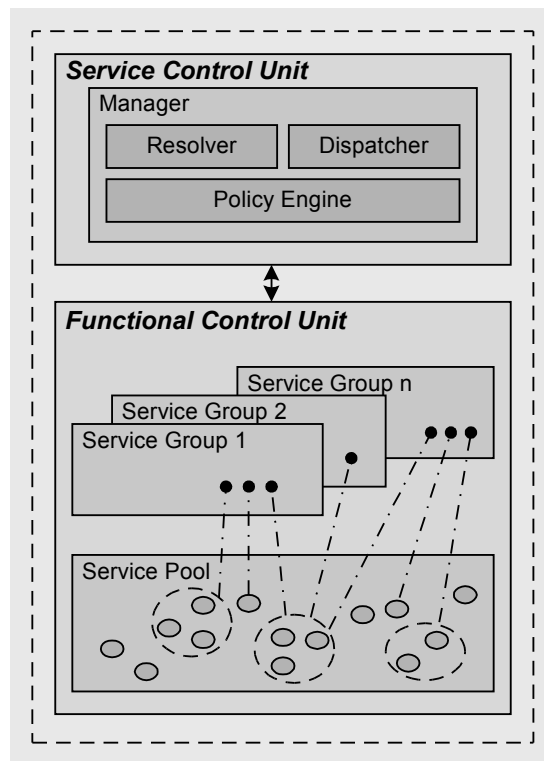 Service Control Unit
Manager
Resolver
Dispatcher
Policy Engine
Functional Control Unit
Service Group n
Service Group 2
Service Group 1
Service Pool